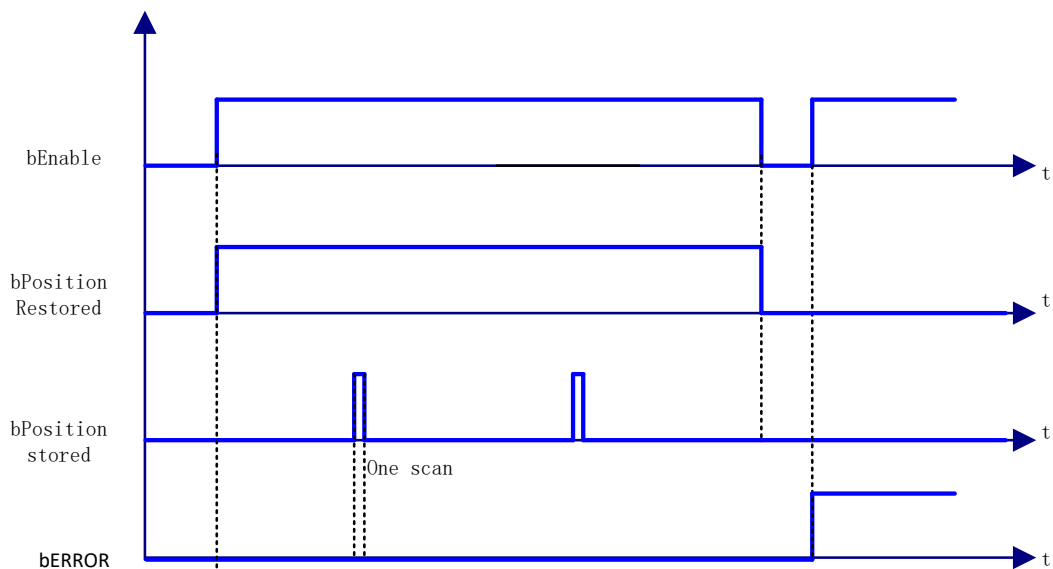 bEnable
t
bPosition
Restored
t
bPosition
stored
t
One scan
bERROR
t